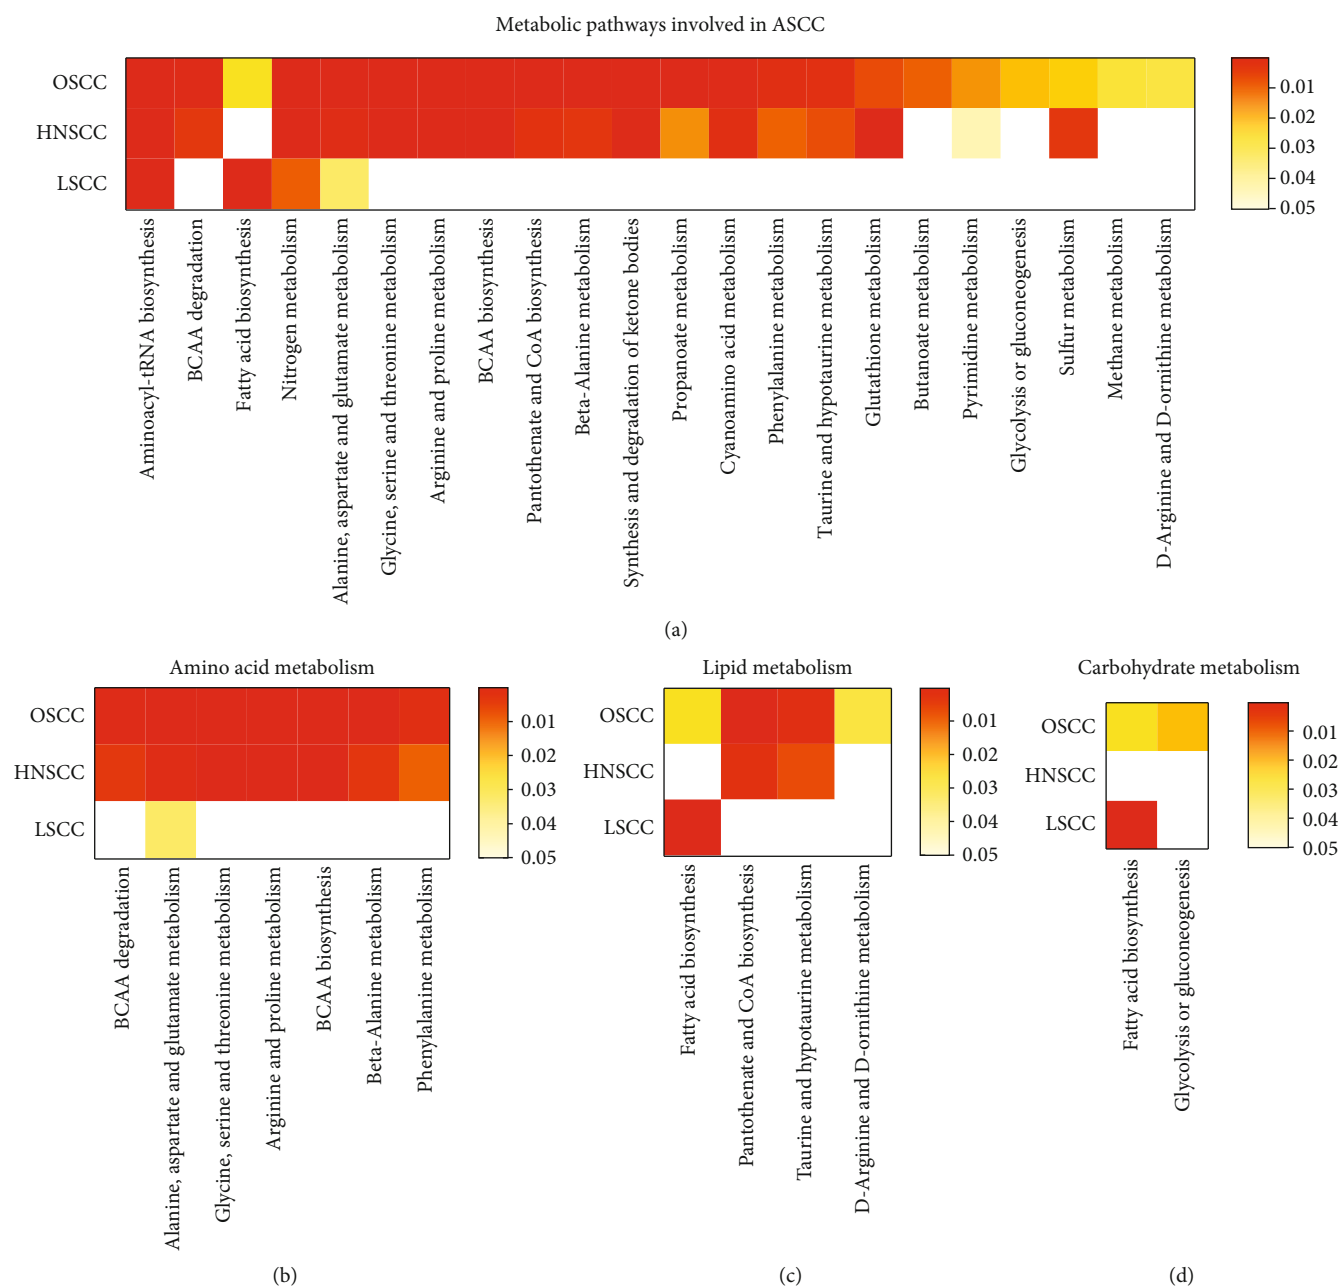 Metabolic pathways involved in ASCC
OSCC
HNSCC
LSCC
0.01
0.02
0.03
0.04
0.05
Aminoacyl-tRNA biosynthesis
BCAA degradation
Fatty acid biosynthesis
Nitrogen metabolism
Alanine, aspartate and glutamate metabolism
Glycine, serine and threonine metabolism
Arginine and proline metabolism
BCAA biosynthesis
Pantothenate and CoA biosynthesis
Beta-Alanine metabolism
Synthesis and degradation of ketone bodies
Propanoate metabolism
Cyanoamino acid metabolism
Phenylalanine metabolism
Taurine and hypotaurine metabolism
Glutathione metabolism
Butanoate metabolism
Pyrimidine metabolism
Glycolysis or gluconeogenesis
Sulfur metabolism
Methane metabolism
D-Arginine and D-ornithine metabolism
(a)
Amino acid metabolism
OSCC
HNSCC
LSCC
0.01
0.02
0.03
0.04
0.05
BCAA degradation
Alanine, aspartate and glutamate metabolism
Glycine, serine and threonine metabolism
Arginine and proline metabolism
BCAA biosynthesis
Beta-Alanine metabolism
Phenylalanine metabolism
(b)
Lipid metabolism
OSCC
HNSCC
LSCC
0.01
0.02
0.03
0.04
0.05
Fatty acid biosynthesis
Pantothenate and CoA biosynthesis
Taurine and hypotaurine metabolism
D-Arginine and D-ornithine metabolism
(c)
Carbohydrate metabolism
OSCC
HNSCC
LSCC
0.01
0.02
0.03
0.04
0.05
Fatty acid biosynthesis
Glycolysis or gluconeogenesis
(d)